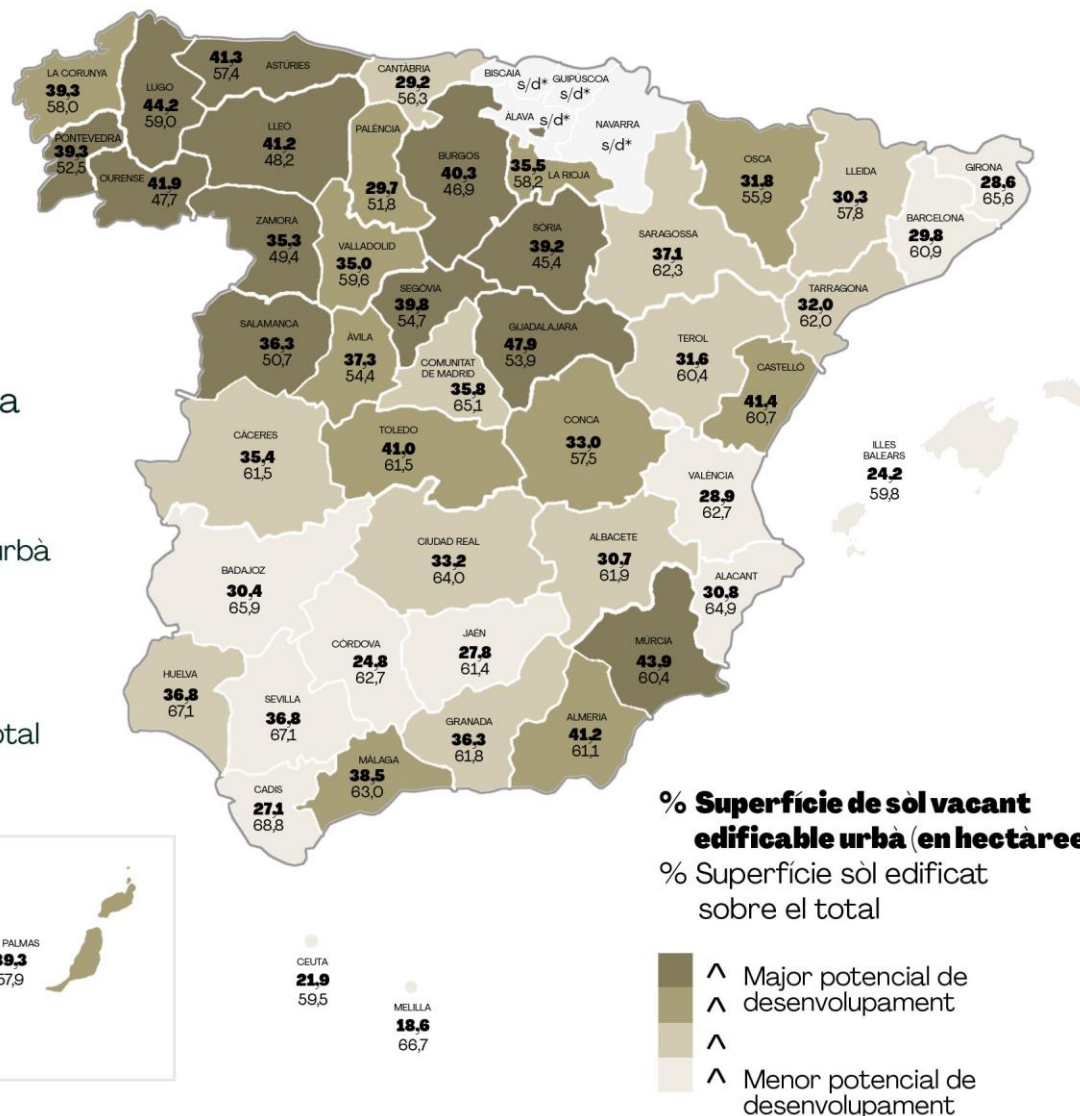 LA CORUNYA
39,3
58,0
LUGO
44,2
59,0
41,3
57,4
ASTÚRIES
CANTÀBRIA
29,2
56,3
BISCAIA
s/d*
GUIPÚSCOA
s/d*
ÀLAVA s/d*
NAVARRA
s/d*
PONTEVEDRA
39,3
52,5
OURENSE
41,9
47,7
LLEÓ
41,2
48,2
PALÈNCIA
29,7
51,8
BURGOS
40,3
46,9
35,5
58,2
LA RIOJA
OSCA
31,8
55,9
LLEIDA
30,3
57,8
GIRONA
28,6
65,6
BARCELONA
29,8
60,9
ZAMORA
35,3
49,4
VALLADOLID
35,0
59,6
SÒRIA
39,2
45,4
SARAGOSSA
37,1
62,3
TARRAGONA
32,0
62,0
SEGÒVIA
39,8
54,7
SALAMANCA
36,3
50,7
ÀVILA
37,3
54,4
COMUNITAT
DE MADRID
35,8
65,1
GUADALAJARA
47,9
53,9
TEROL
31,6
60,4
CASTELLÓ
41,4
60,7
a
CÀCERES
35,4
61,5
TOLEDO
41,0
61,5
CONCA
33,0
57,5
VALÈNCIA
28,9
62,7
ILLES
BALEARS
24,2
59,8
urbà
BADAJOZ
30,4
65,9
CIUDAD REAL
33,2
64,0
ALBACETE
30,7
61,9
ALACANT
30,8
64,9
CÒRDOVA
24,8
62,7
JAÉN
27,8
61,4
MÚRCIA
43,9
60,4
HUELVA
36,8
67,1
SEVILLA
36,8
67,1
GRANADA
36,3
61,8
ALMERIA
41,2
61,1
otal
MÀLAGA
38,5
63,0
CADIS
27,1
68,8
PALMAS
39,3
57,9
CEUTA
21,9
59,5
MELILLA
18,6
66,7
% Superfície de sòl vacant
edificable urbà (en hectàree
% Superfície sòl edificat
sobre el total
^ Major potencial de
^ desenvolupament
^
^ Menor potencial de
desenvolupament